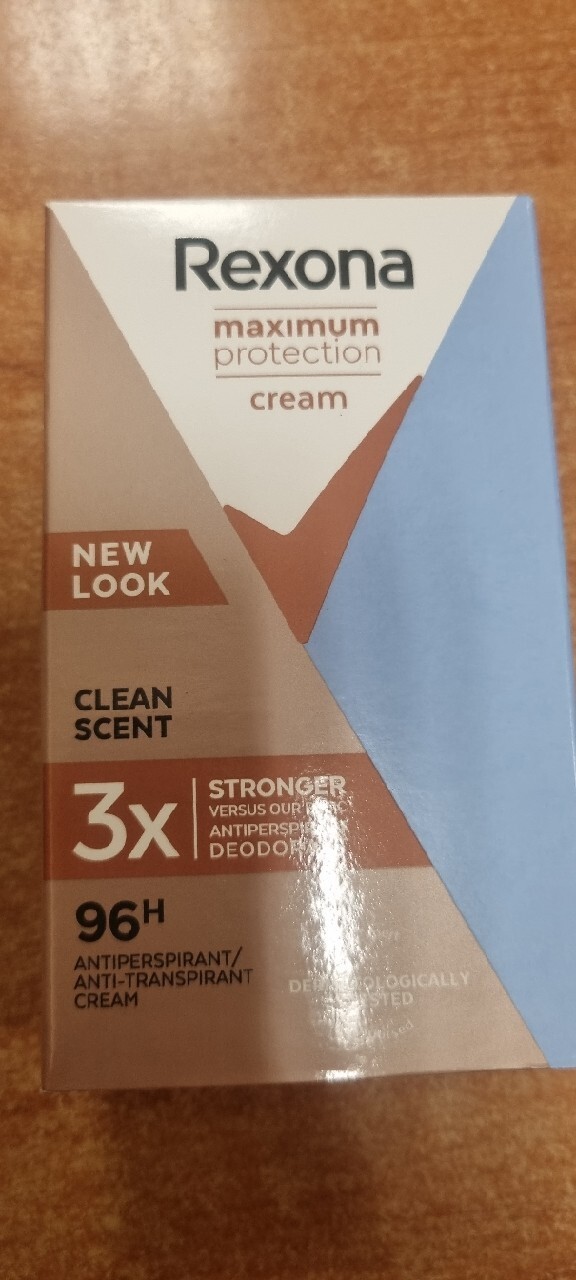 Rexona
maximum
protection
cream
NEW
LOOK
CLEAN
SCENT
3x
STRONGER
VERSUS OUR
96H
ANTIPERSPIRANT/
ANTI-TRANSPIRANT
CREAM